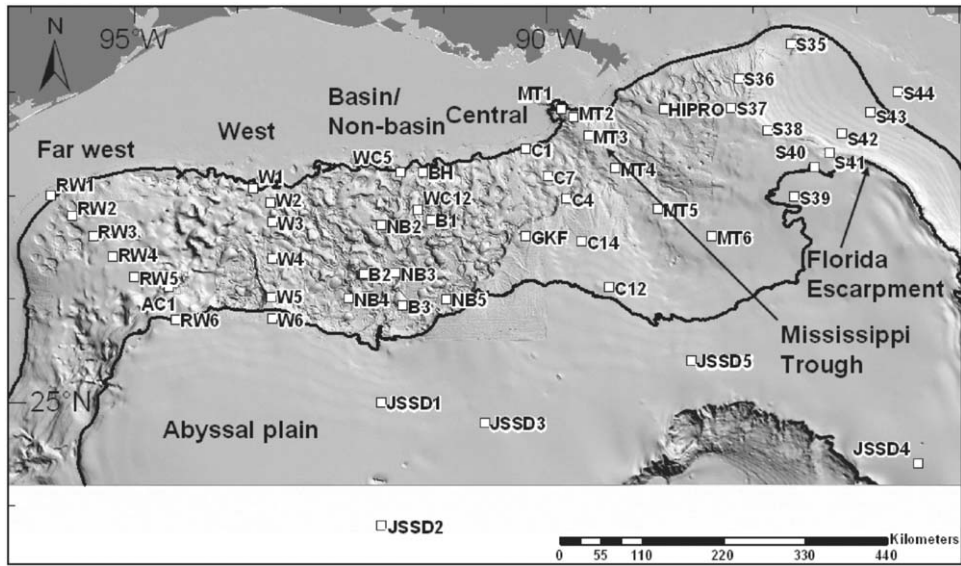 95°W
90°W
N
S35
S36
S44
MT1
HIPRO
S37
S43
MT2
Basin/
Non-basin
Central
MT3
S38
S42
West
Far west
WC5
BH
C1
MT4
S40
S41
RW1
W1
C7
W2
WC12
C4
S39
RW2
W3
NB2
B1
MT5
RW3
GKF
C14
MT6
RW4
W4
Florida
Escarpment
RW5
B2
NB3
C12
AC1
W5
NB4
B3
NB5
RW6
W6
Mississippi
Trough
JSSD5
25°N
JSSD1
Abyssal plain
JSSD3
JSSD4
JSSD2
Kilometers
0 55 110 220 330 440